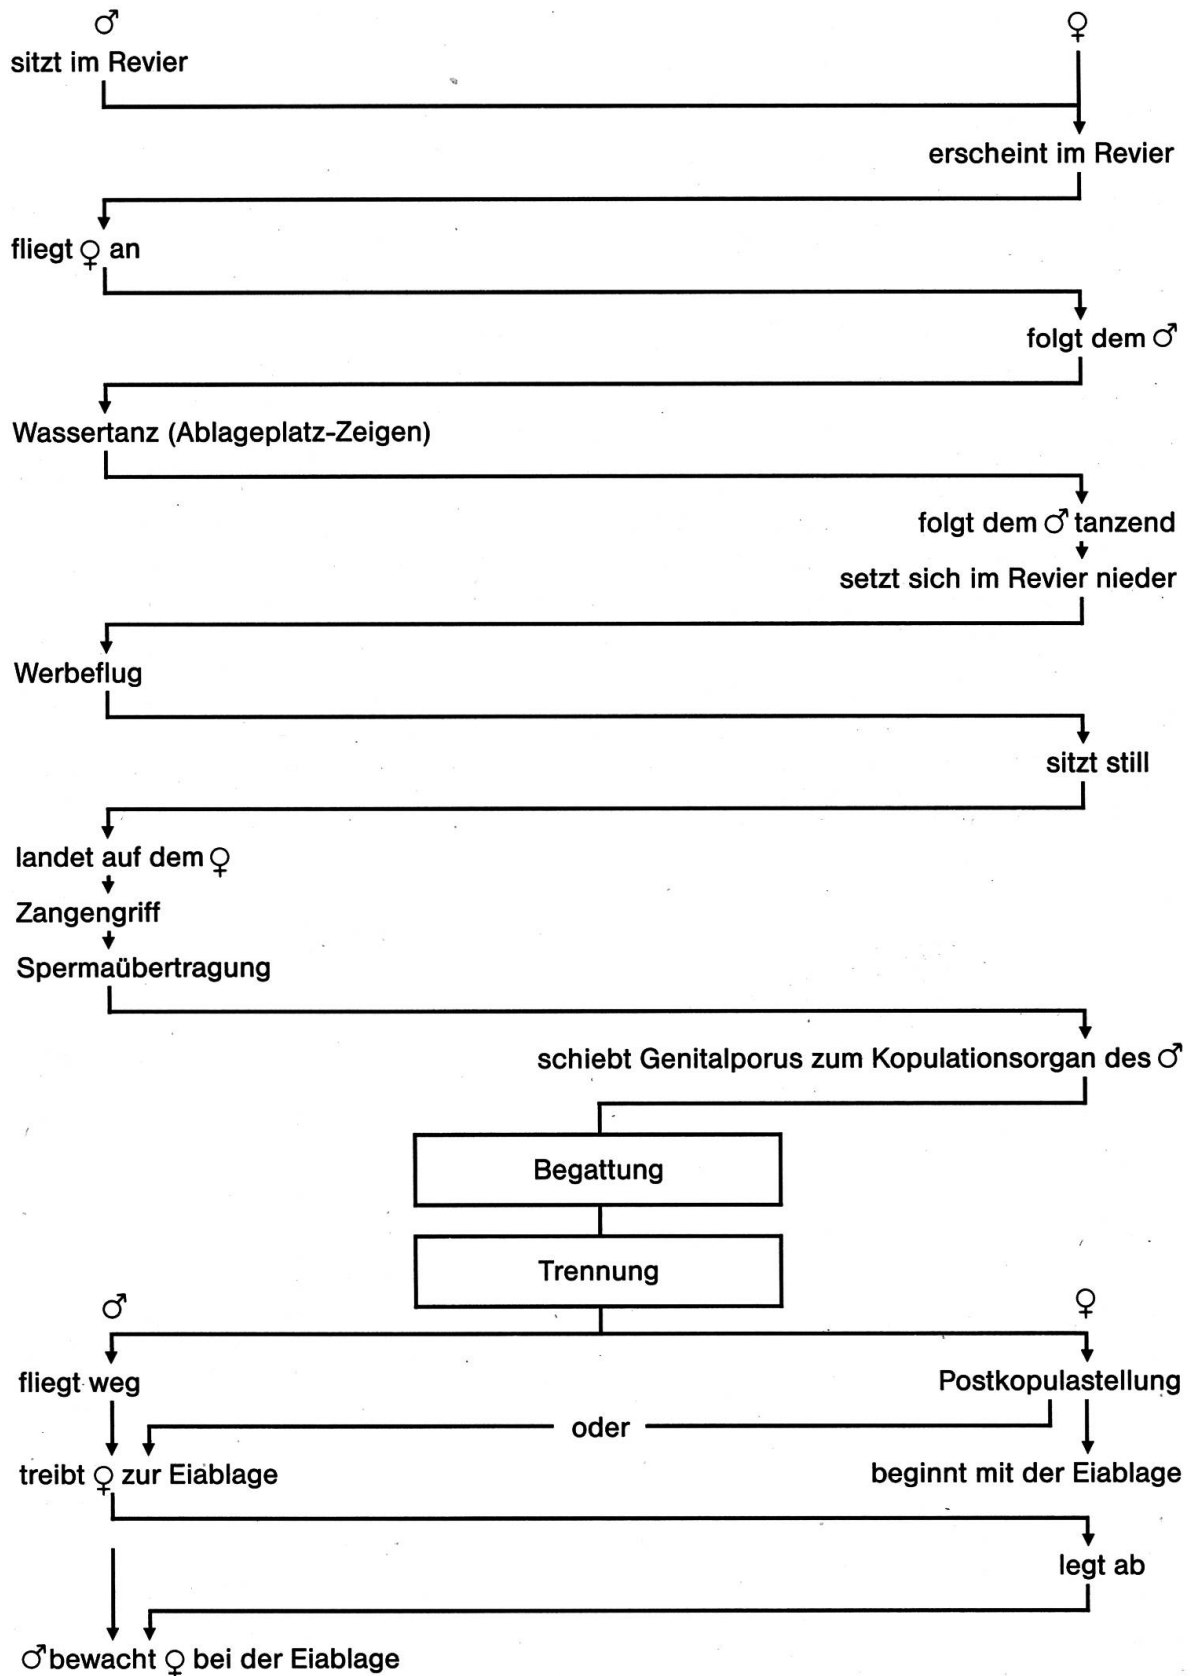 ♂ ♀
sitzt im Revier
erscheint im Revier
fliegt ♀ an
folgt dem ♂
Wassertanz (Ablageplatz-Zeigen)
folgt dem ♂ tanzend
setzt sich im Revier nieder
Werbeflug
sitzt still
landet auf dem ♀
Zangengriff
Spermaübertragung
schiebt Genitalporus zum Kopulationsorgan des ♂
Begattung
Trennung
♂ ♀
fliegt weg Postkopulastellung
oder
treibt ♀ zur Eiablage beginnt mit der Eiablage
legt ab
♂ bewacht ♀ bei der Eiablage